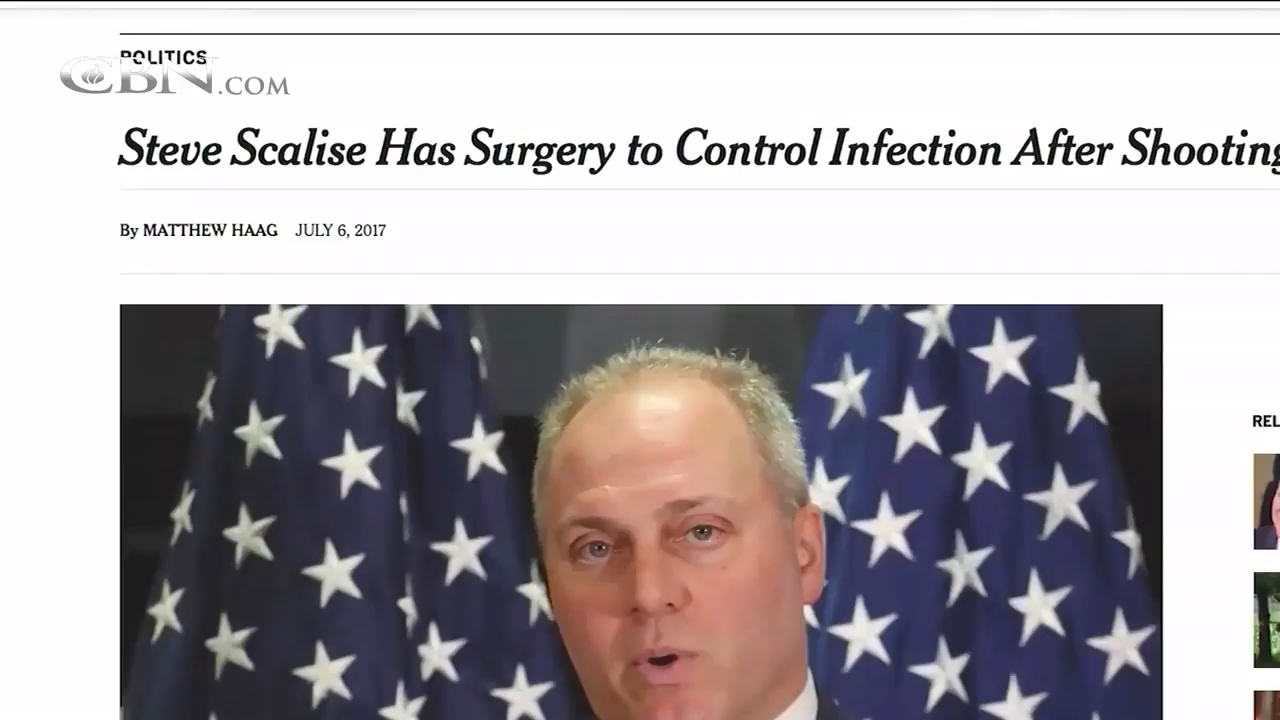 POLITICS
CBN.COM
Steve Scalise Has Surgery to Control Infection After Shooting
By MATTHEW HAAG JULY 6, 2017
REL